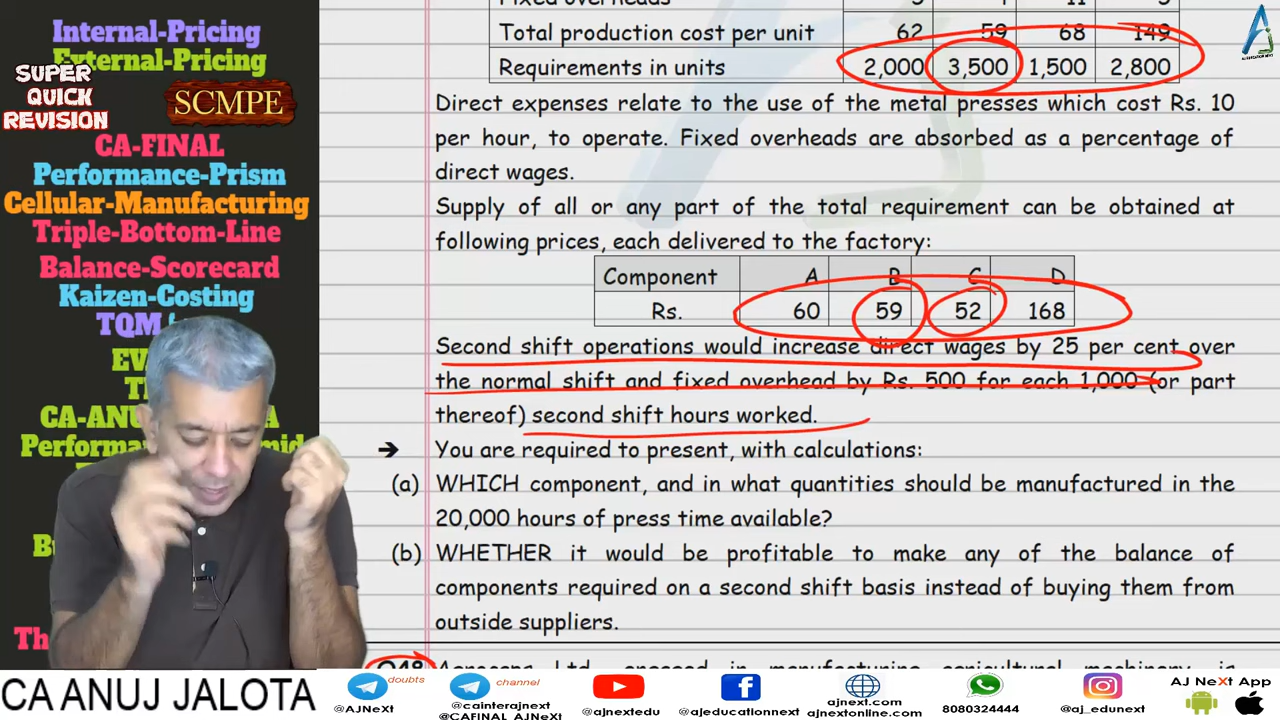 Internal-Pricing
External-Pricing
SUPER
QUICK
REVISION
SCMPE
CA-FINAL
Performance-Prism
Cellular-Manufacturing
Triple-Bottom-Line
Balance-Scorecard
Kaizen-Costing
TQM
EV
CA-ANUJ
Performan
Total production cost per unit 62 59 68 149
Requirements in units 2,000 3,500 1,500 2,800
Direct expenses relate to the use of the metal presses which cost Rs. 10
per hour, to operate. Fixed overheads are absorbed as a percentage of
direct wages.
Supply of all or any part of the total requirement can be obtained at
following prices, each delivered to the factory:
Component A B C D
Rs. 60 59 52 168
Second shift operations would increase direct wages by 25 per cent over
the normal shift and fixed overhead by Rs. 500 for each 1,000 (or part
thereof) second shift hours worked.
➔ You are required to present, with calculations:
(a) WHICH component, and in what quantities should be manufactured in the
20,000 hours of press time available?
(b) WHETHER it would be profitable to make any of the balance of
components required on a second shift basis instead of buying them from
outside suppliers.
CA ANUJ JALOTA
doubts
@AJNeXt
channel
@cainterajnext
@CAFINAL_AJNeXt
@ajnextedu
@ajeducationnext
ajnext.com
ajnextonline.com
8080324444
@aj_edunext
AJ NeXt App